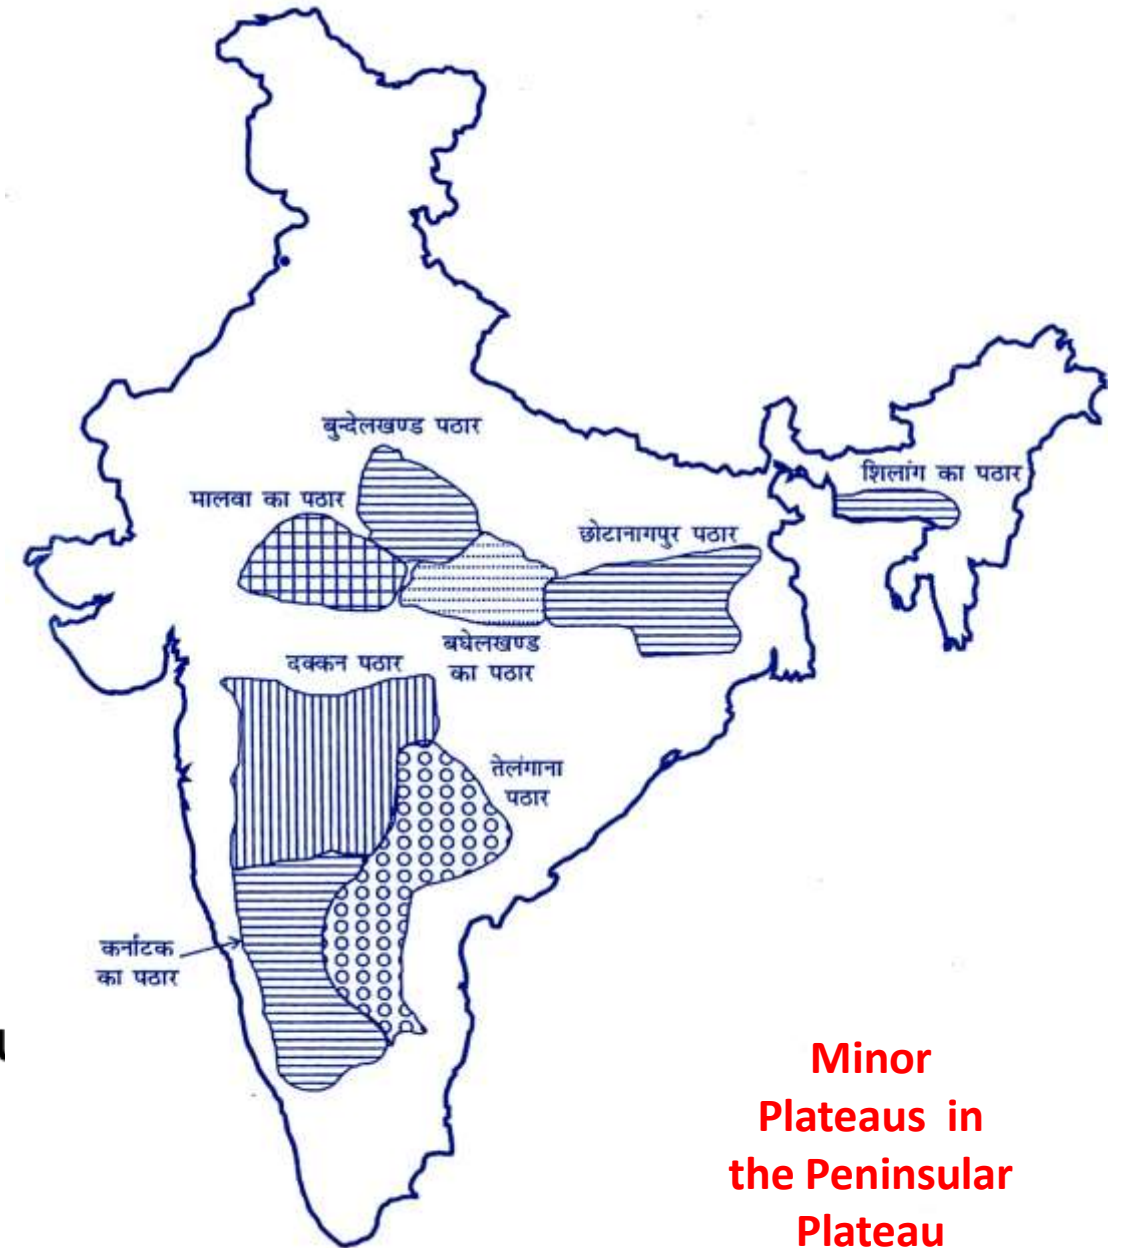 बुन्देलखण्ड पठार
मालवा का पठार
शिलांग का पठार
छोटानागपुर पठार
बघेलखण्ड
का पठार
दक्कन पठार
तेलंगाना
पठार
कर्नाटक
का पठार
Minor
Plateaus in
the Peninsular
Plateau